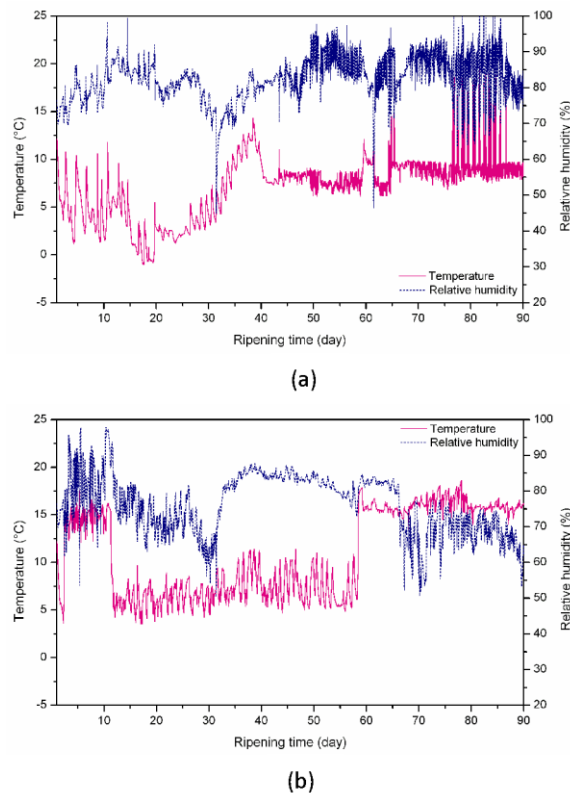 25
20
15
10
5
0
-5
Temperature (°C)
100
90
80
70
60
50
40
30
20
Relativne humidity (%)
Temperature
Relative humidity
10 20 30 40 50 60 70 80 90
Ripening time (day)
(a)
25
20
15
10
5
0
-5
Temperature (°C)
100
90
80
70
60
50
40
30
20
Relative humidity (%)
Temperature
Relative humidity
10 20 30 40 50 60 70 80 90
Ripening time (day)
(b)